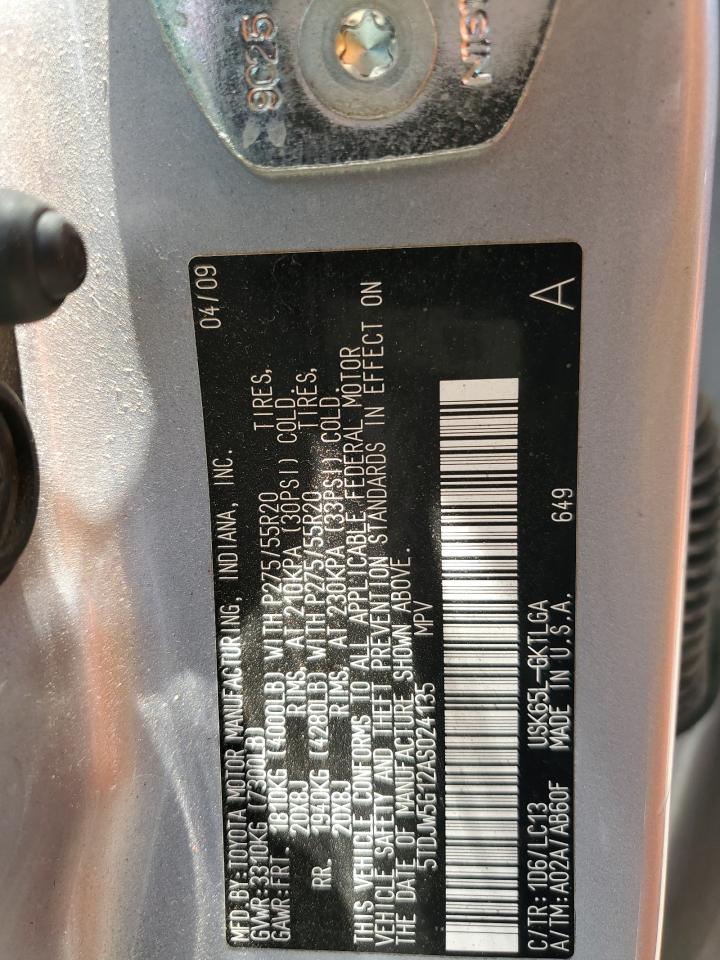 9025
04/09
MFD. BY: TOYOTA MOTOR MANUFACTORING, INDIANA, INC.
GVWR: 3310KG (7300LB)
GAWR: FRT. 1810KG (4000LB) WITH P275/55R20 TIRES,
20X8J RIMS, AT 210KPA (30PSI) COLD.
RR. 1940KG (4280LB) WITH P275/55R20 TIRES,
20X8J RIMS, AT 230KPA (33PSI) COLD.
THIS VEHICLE CONFORMS TO ALL APPLICABLE FEDERAL MOTOR
VEHICLE SAFETY AND THEFT PREVENTION STANDARDS IN EFFECT ON
THE DATE OF MANUFACTURE SHOWN ABOVE.
5TDJW5G12AS024135 MPV
C/TR: 1D6/LC13 USK65L-GKTLGA 649
A/TM: A02A/AB60F MADE IN U.S.A. A